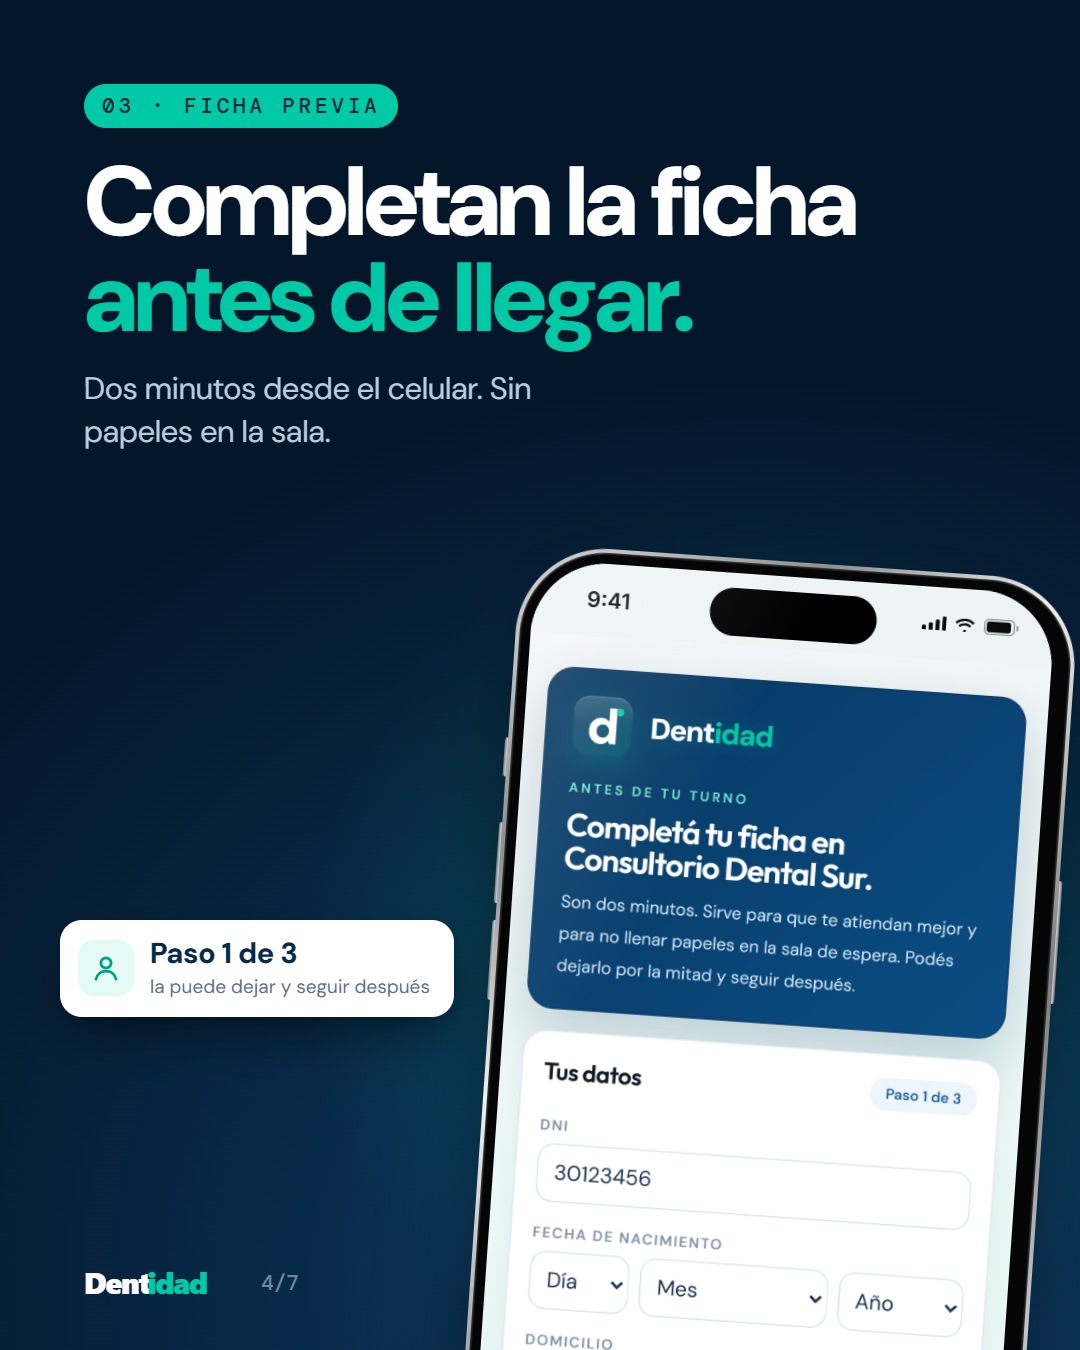 03 · FICHA PREVIA
Completan la ficha
antes de llegar.
Dos minutos desde el celular. Sin
papeles en la sala.
9:41
d
Dentidad
ANTES DE TU TURNO
Completá tu ficha en
Consultorio Dental Sur.
Son dos minutos. Sirve para que te atiendan mejor y
para no llenar papeles en la sala de espera. Podés
dejarlo por la mitad y seguir después.
Paso 1 de 3
la puede dejar y seguir después
Tus datos
Paso 1 de 3
DNI
30123456
FECHA DE NACIMIENTO
Día
Mes
Año
DOMICILIO
Dentidad
4/7